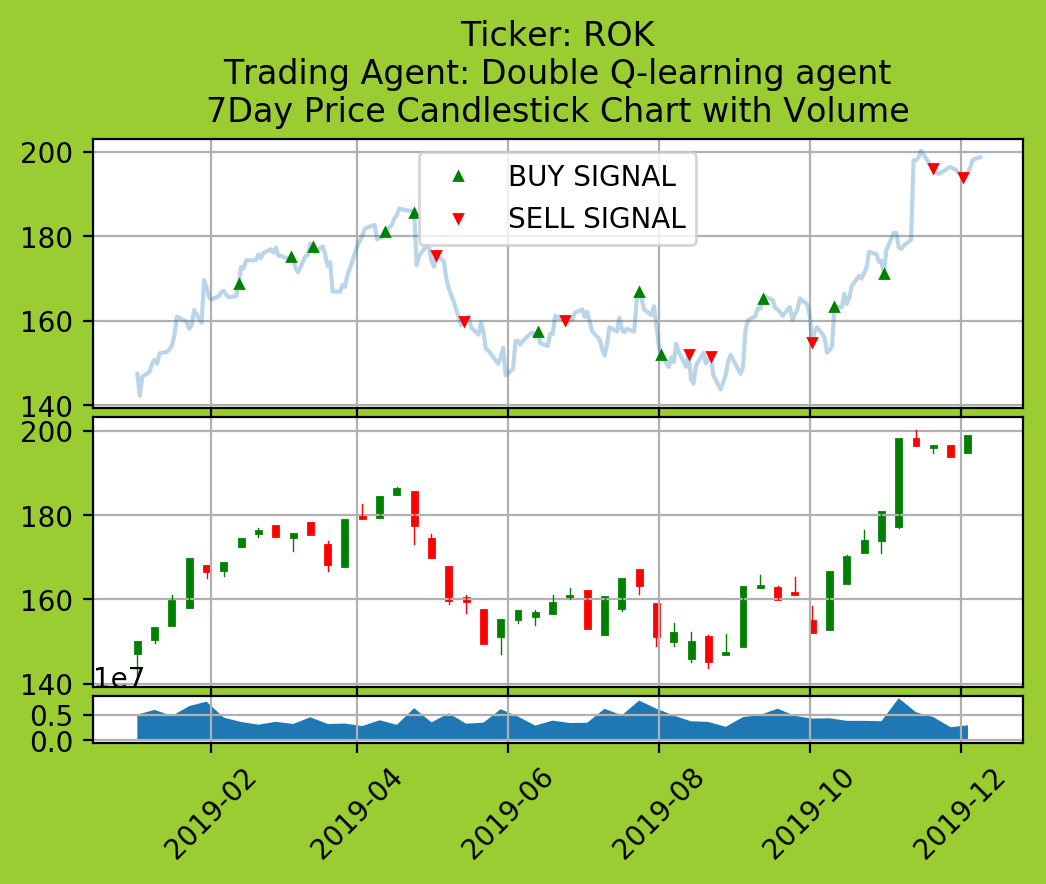 Ticker: ROK
Trading Agent: Double Q-learning agent
7Day Price Candlestick Chart with Volume
BUY SIGNAL
SELL SIGNAL
200
180
160
140
200
180
160
140
1e7
0.5
0.0
2019-02
2019-04
2019-06
2019-08
2019-10
2019-12